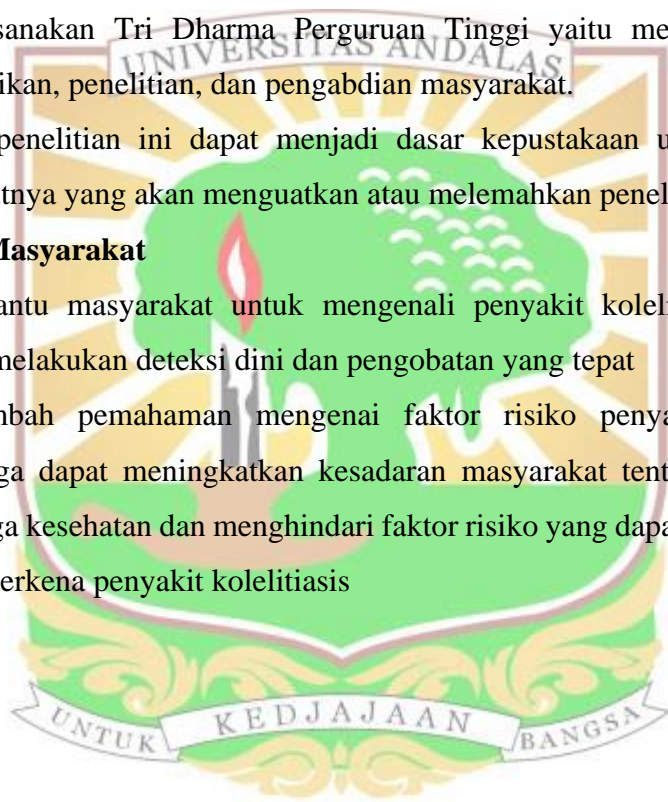 sanakan Tri Dharma Perguruan Tinggi yaitu me
UNIVERSITAS ANDALAS
ikan, penelitian, dan pengabdian masyarakat.
penelitian ini dapat menjadi dasar kepustakaan u
tnya yang akan menguatkan atau melemahkan penel
Masyarakat
antu masyarakat untuk mengenali penyakit koleli
melakukan deteksi dini dan pengobatan yang tepat
mbah pemahaman mengenai faktor risiko penya
ga dapat meningkatkan kesadaran masyarakat tent
ga kesehatan dan menghindari faktor risiko yang dapa
erkena penyakit kolelitiasis
UNTUK KEDJAJAAN BANGSA